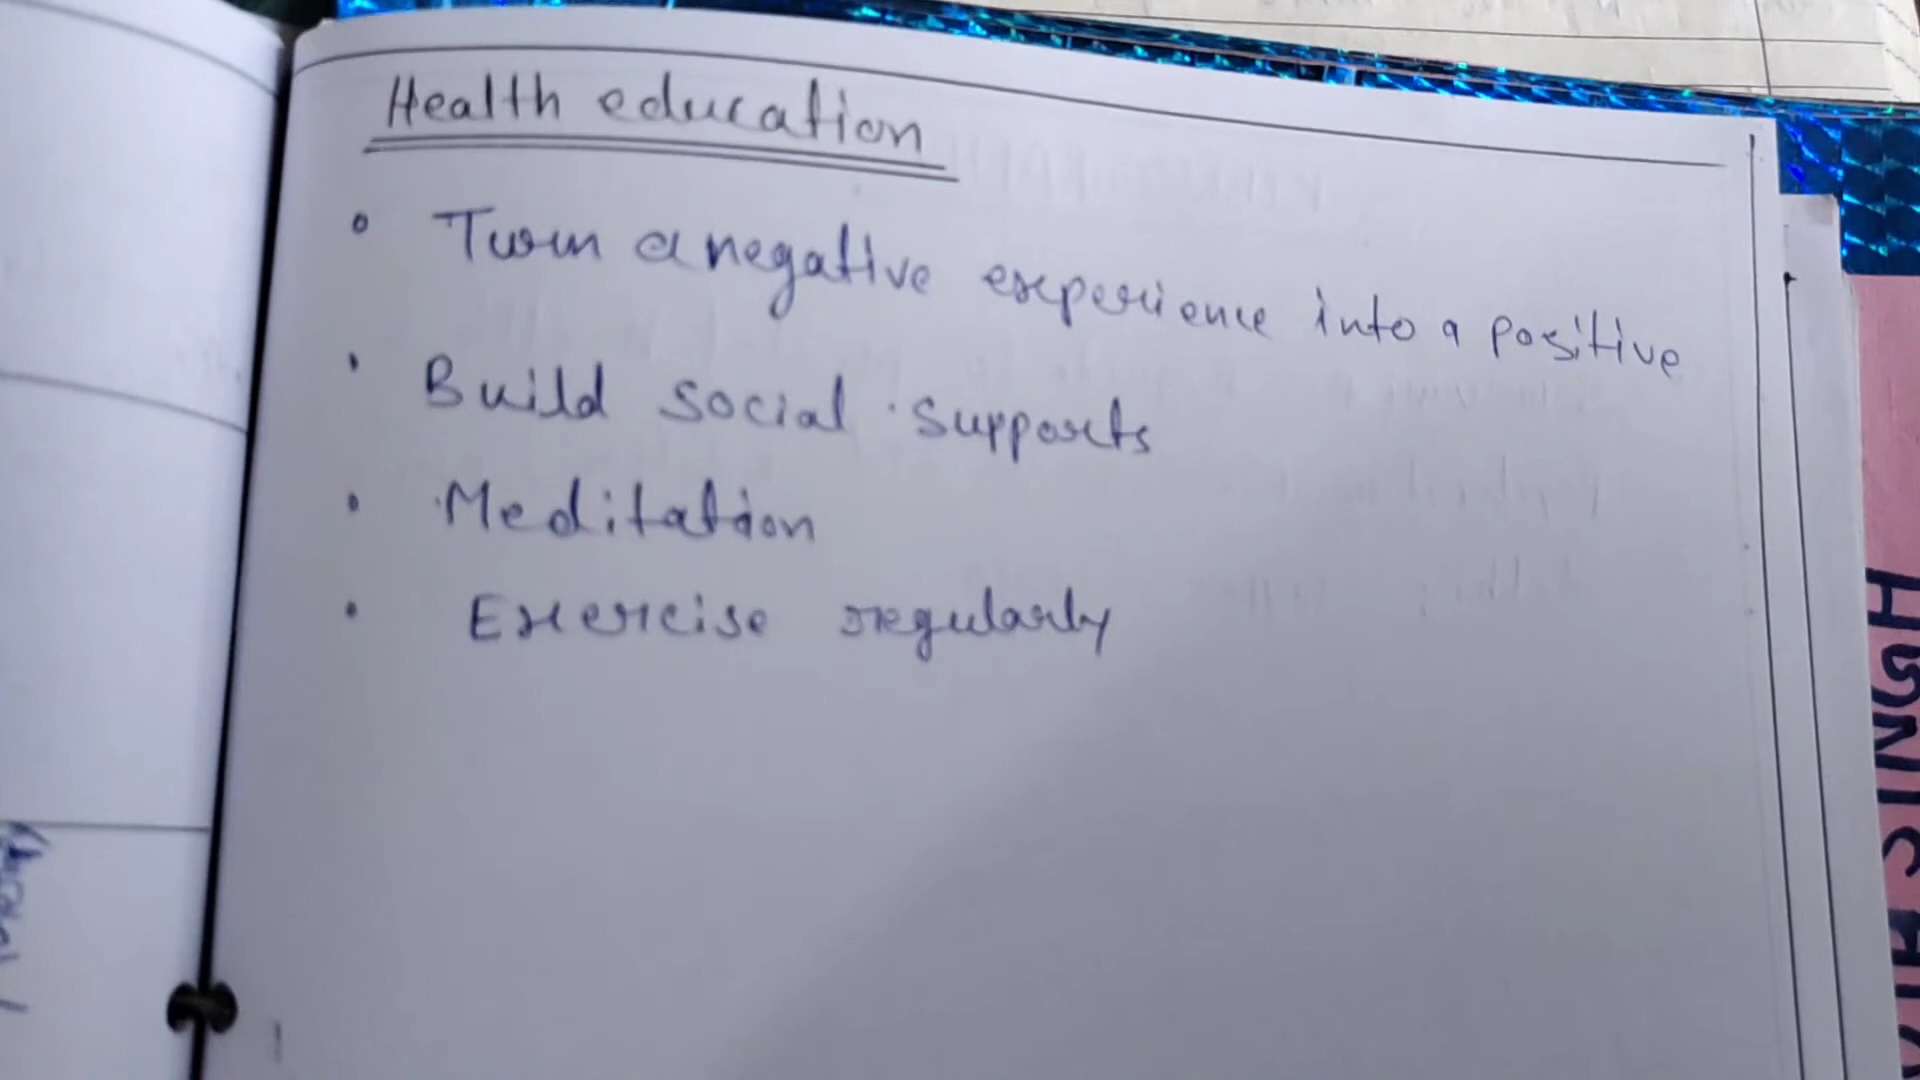 Health education
• Turn a negative experience into a positive
• Build social supports
• Meditation
• Exercise regularly